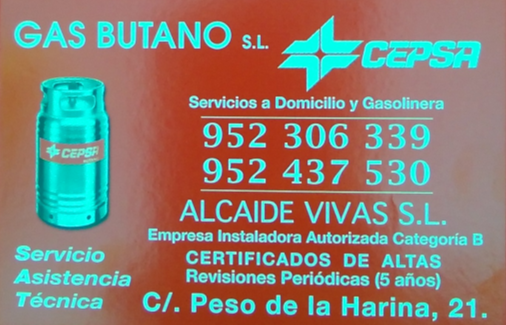 GAS BUTANO S.L.
CEPSA
Servicios a Domicilio y Gasolinera
952 306 339
952 437 530
CEPSA
ALCAIDE VIVAS S.L.
Empresa Instaladora Autorizada Categoría B
CERTIFICADOS DE ALTAS
Revisiones Periódicas (5 años)
Servicio
Asistencia
Técnica
C/. Peso de la Harina, 21.